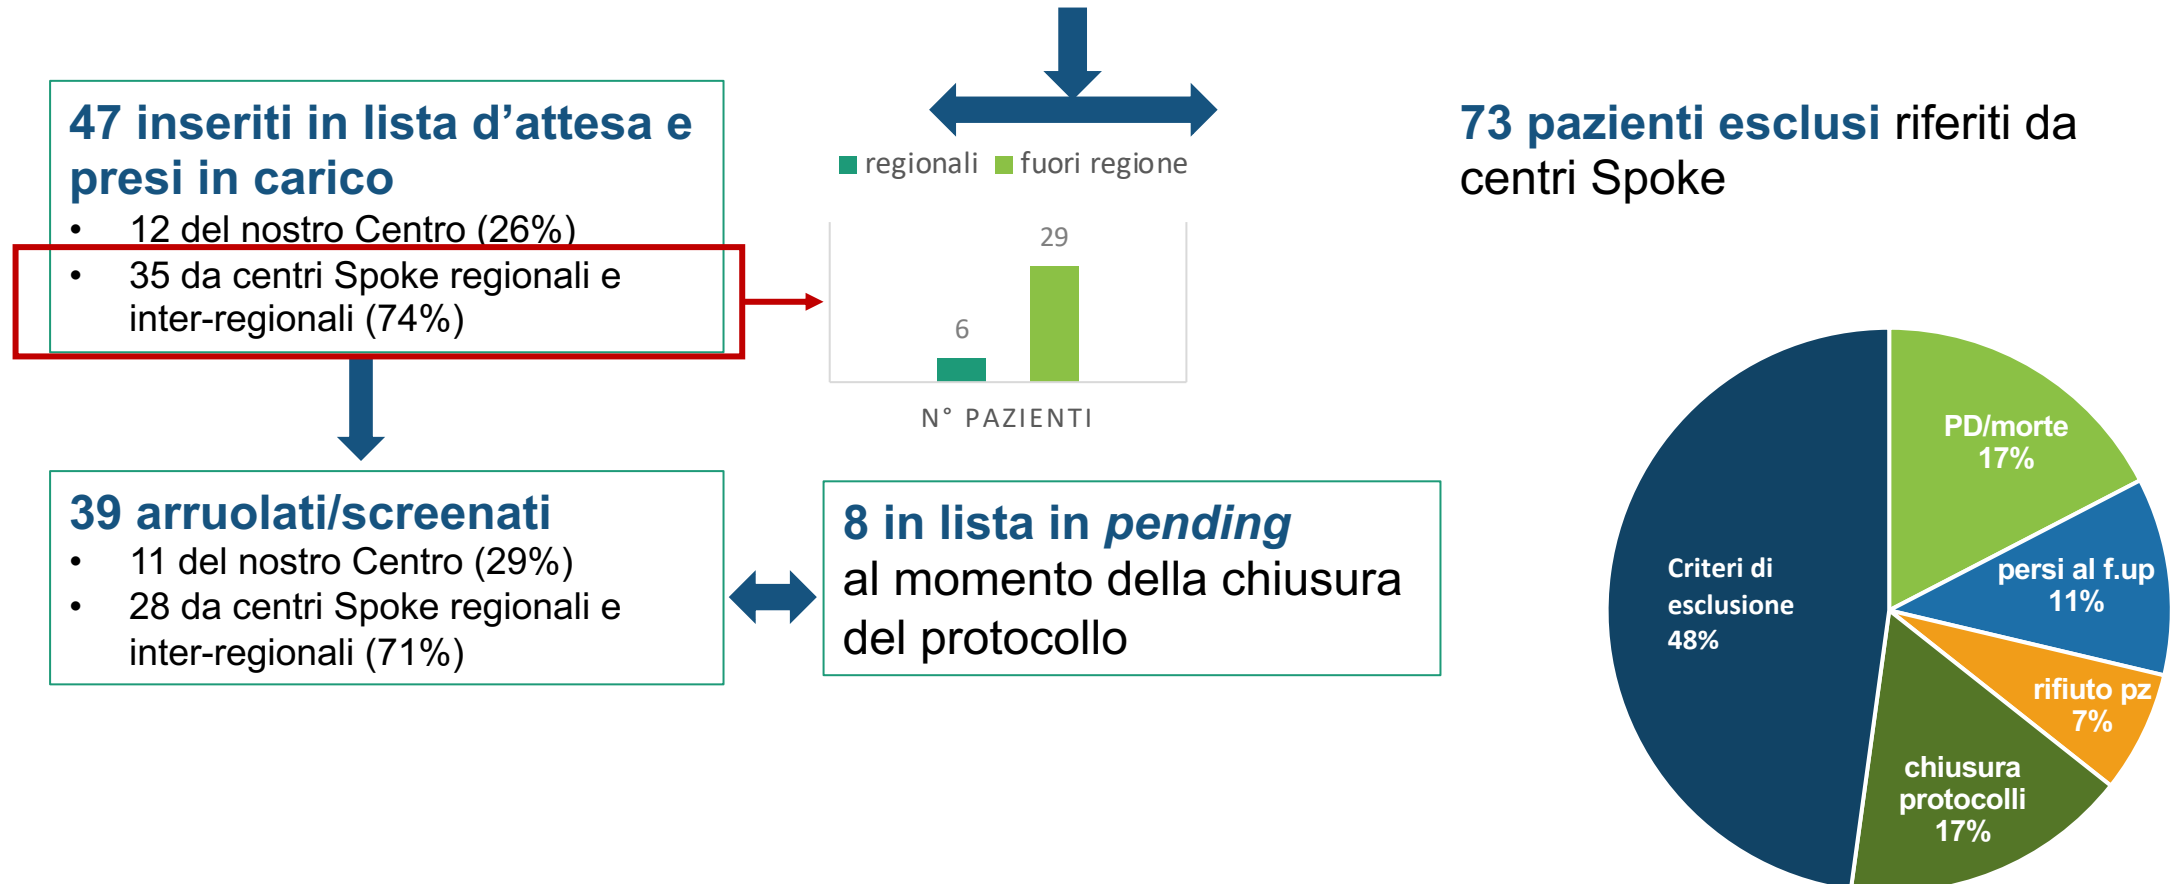 47 inseriti in lista d’attesa e
presi in carico
• 12 del nostro Centro (26%)
• 35 da centri Spoke regionali e
inter-regionali (74%)
regionali fuori regione
29
6
N° PAZIENTI
73 pazienti esclusi riferiti da
centri Spoke
39 arruolati/screenati
• 11 del nostro Centro (29%)
• 28 da centri Spoke regionali e
inter-regionali (71%)
8 in lista in pending
al momento della chiusura
del protocollo
PD/morte
17%
persi al f.up
11%
rifiuto pz
7%
chiusura
protocolli
17%
Criteri di
esclusione
48%